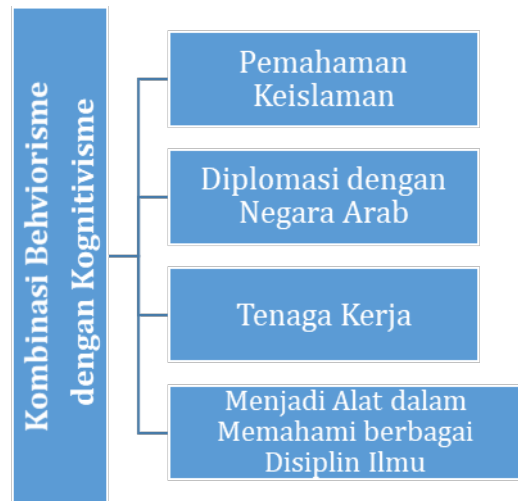 Kombinasi Behviorisme
dengan Kognitivisme
Pemahaman
Keislaman
Diplomasi dengan
Negara Arab
Tenaga Kerja
Menjadi Alat dalam
Memahami berbagai
Disiplin Ilmu